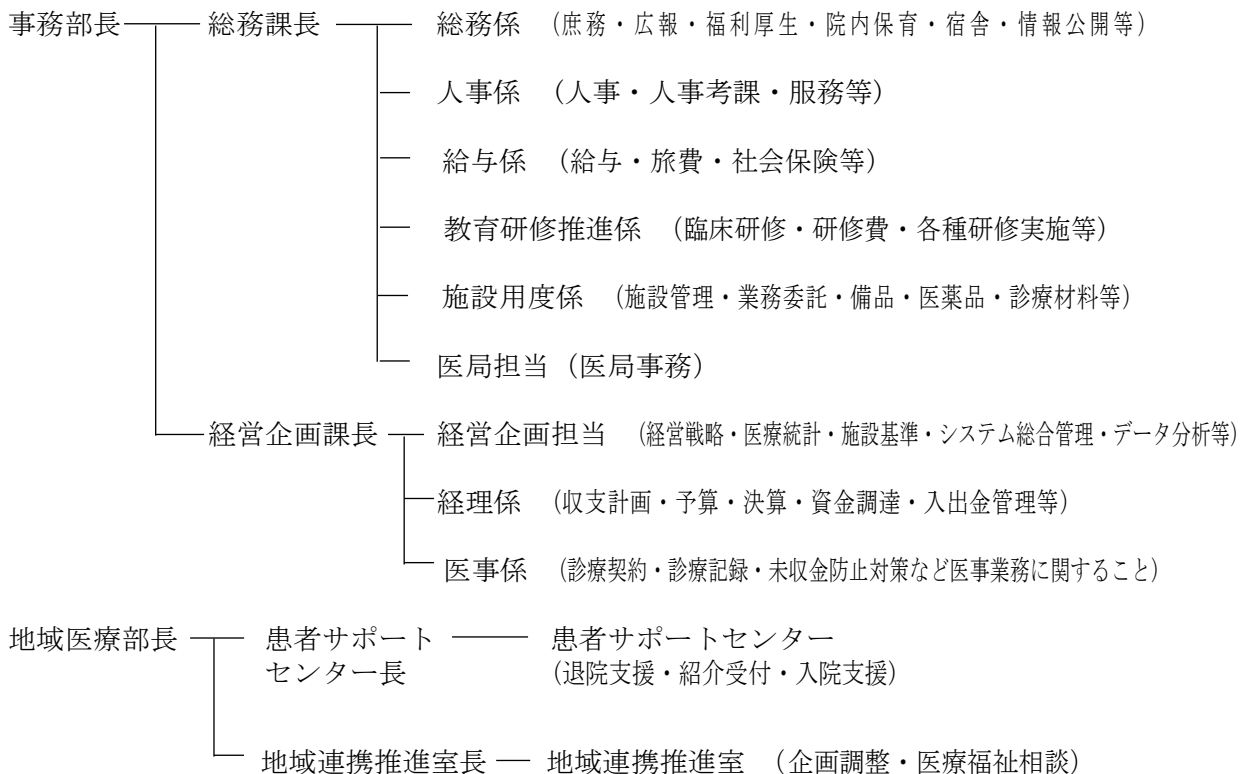 事務部長 総務課長 総務係 （庶務・広報・福利厚生・院内保育・宿舎・情報公開等）
人事係 （人事・人事考課・服務等）
給与係 （給与・旅費・社会保険等）
教育研修推進係 （臨床研修・研修費・各種研修実施等）
施設用度係 （施設管理・業務委託・備品・医薬品・診療材料等）
医局担当（医局事務）
経営企画課長 経営企画担当 （経営戦略・医療統計・施設基準・システム総合管理・データ分析等）
経理係 （収支計画・予算・決算・資金調達・入出金管理等）
医事係 （診療契約・診療記録・未収金防止対策など医事業務に関すること）
地域医療部長 患者サポート 患者サポートセンター
センター長 （退院支援・紹介受付・入院支援）
地域連携推進室長 地域連携推進室 （企画調整・医療福祉相談）